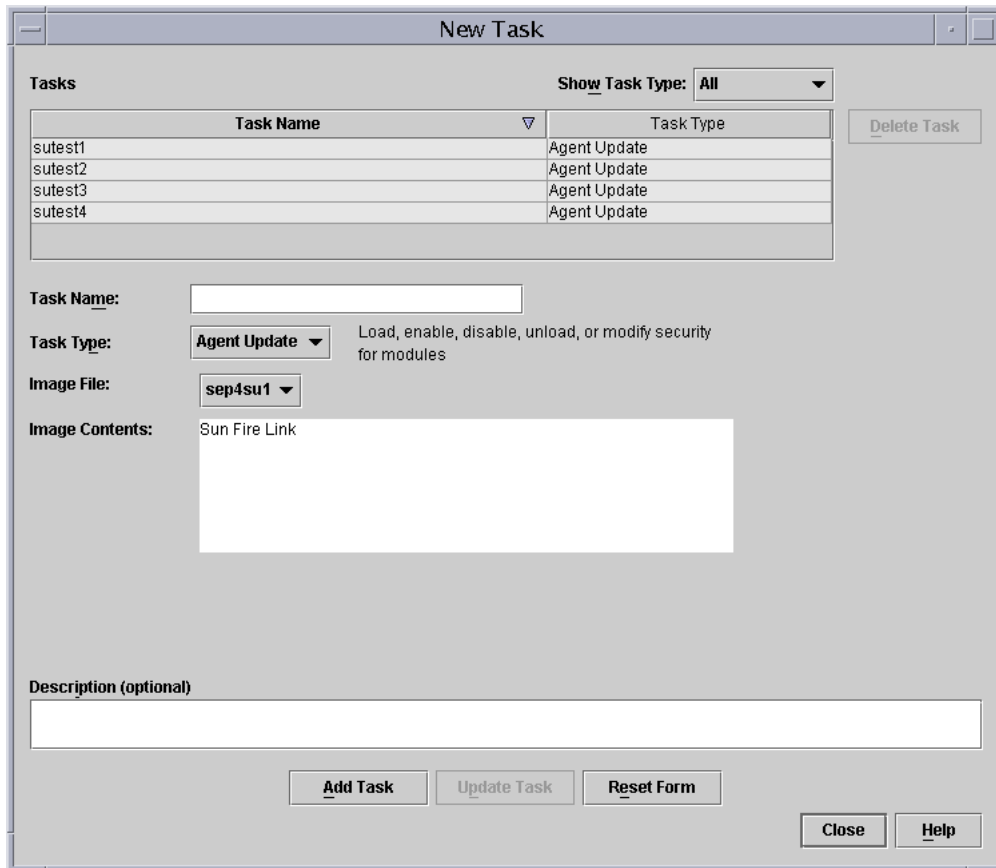 New Task
Tasks
Show Task Type: All
Task Name Task Type
Delete Task
sutest1 Agent Update
sutest2 Agent Update
sutest3 Agent Update
sutest4 Agent Update
Task Name:
Task Type: Agent Update Load, enable, disable, unload, or modify security
for modules
Image File: sep4su1
Image Contents: Sun Fire Link
Description (optional)
Add Task Update Task Reset Form
Close Help